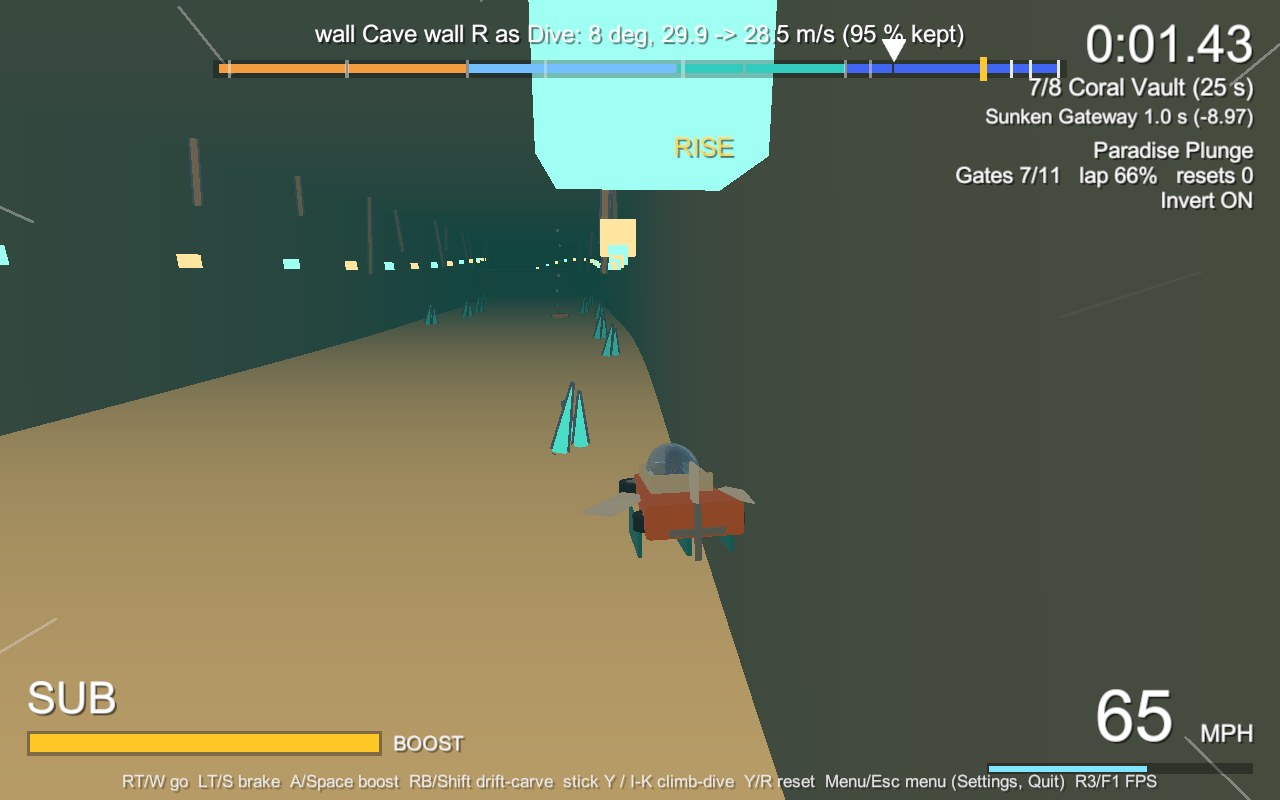 wall Cave wall R as Dive: 8 deg, 29.9 -> 28.5 m/s (95 % kept)
0:01.43
7/8 Coral Vault (25 s)
Sunken Gateway 1.0 s (-8.97)
Paradise Plunge
Gates 7/11 lap 66% resets 0
Invert ON
RISE
SUB
BOOST
65 MPH
RT/W go LT/S brake A/Space boost RB/Shift drift-carve stick Y / I-K climb-dive Y/R reset Menu/Esc menu (Settings, Quit) R3/F1 FPS